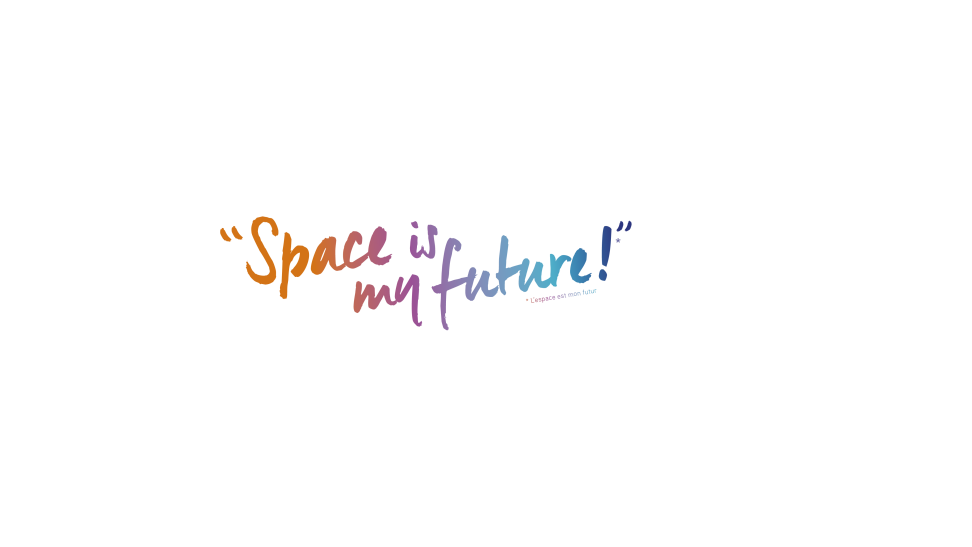 “Space is
my future!”*
* L'espace est mon futur